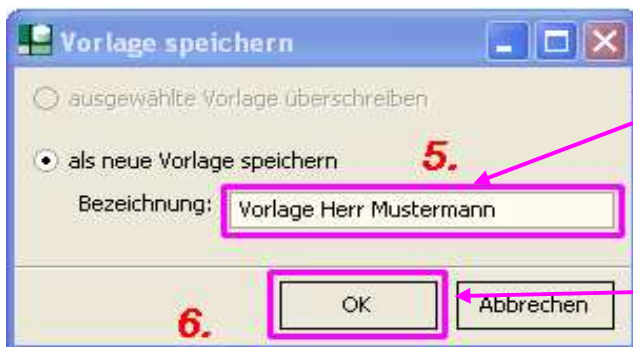 Vorlage speichern
ausgewählte Vorlage überschreiben
als neue Vorlage speichern 5.
Bezeichnung: Vorlage Herr Mustermann
6. OK Abbrechen